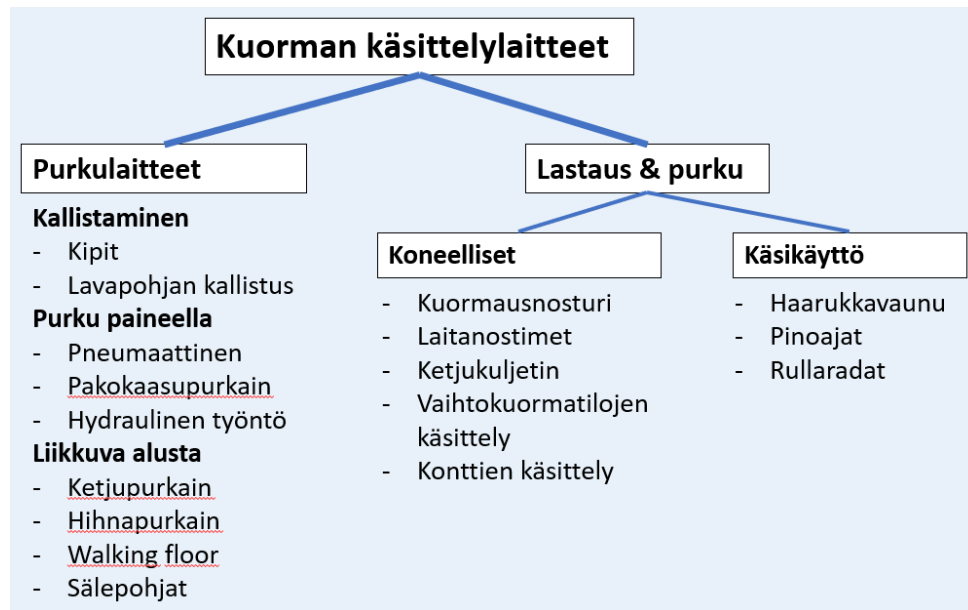 Kuorman käsittelylaitteet
Purkulaitteet
Kallistaminen
- Kipit
- Lavapohjan kallistus
Purku paineella
- Pneumaattinen
- Pakokaasupurkain
- Hydraulinen työntö
Liikkuva alusta
- Ketjupurkain
- Hihnapurkain
- Walking floor
- Sälepohjat
Lastaus & purku
Koneelliset
- Kuormausnosturi
- Laitanostimet
- Ketjukuljetin
- Vaihtokuormatilojen
käsittely
- Konttien käsittely
Käsikäyttö
- Haarukkavaunu
- Pinoajat
- Rullaradat